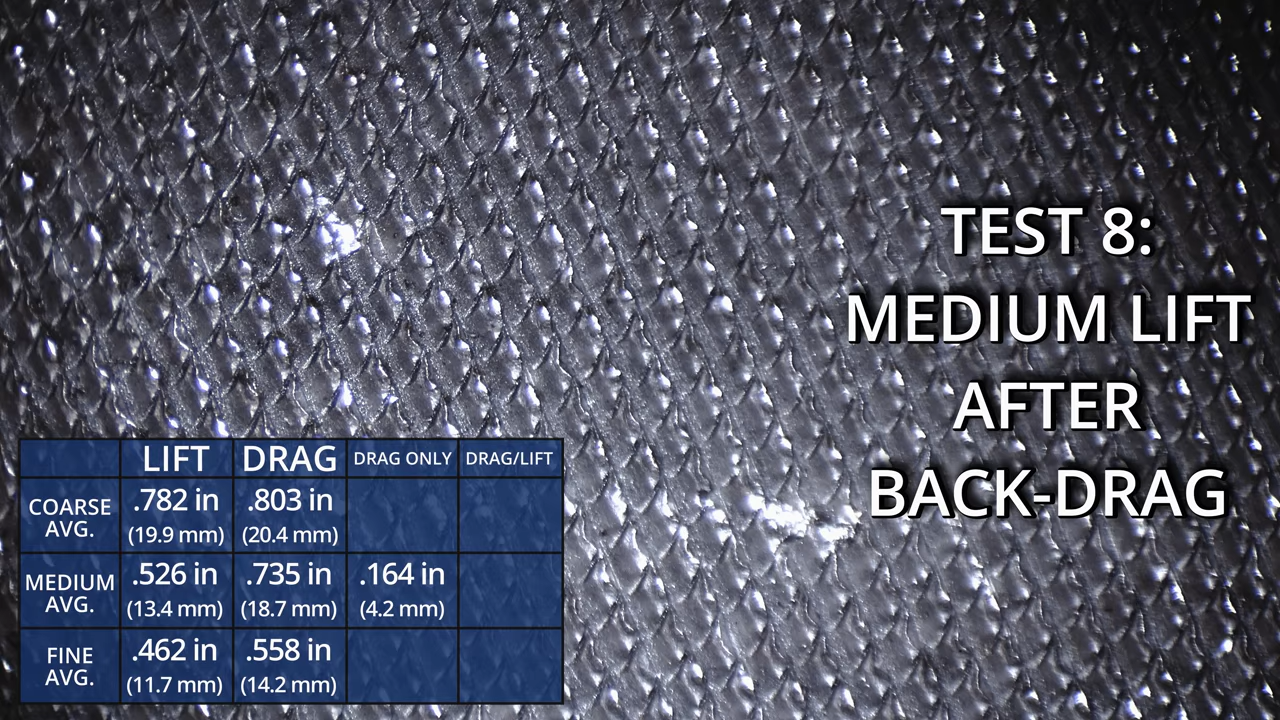 TEST 8:
MEDIUM LIFT
AFTER
BACK-DRAG
LIFT DRAG DRAG ONLY DRAG/LIFT
COARSE AVG. .782 in (19.9 mm) .803 in (20.4 mm)
MEDIUM AVG. .526 in (13.4 mm) .735 in (18.7 mm) .164 in (4.2 mm)
FINE AVG. .462 in (11.7 mm) .558 in (14.2 mm)